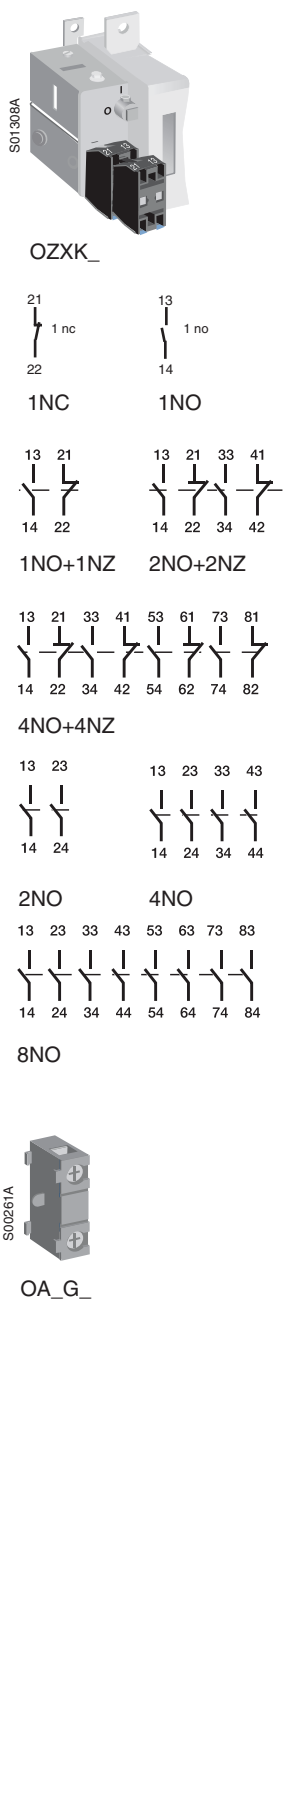 S01308A
I
O
21 13
OZXK_
21 13
1 nc 1 no
22 14
1NC 1NO
13 21 13 21 33 41
14 22 14 22 34 42
1NO+1NZ 2NO+2NZ
13 21 33 41 53 61 73 81
14 22 34 42 54 62 74 82
4NO+4NZ
13 23 13 23 33 43
14 24 14 24 34 44
2NO 4NO
13 23 33 43 53 63 73 83
14 24 34 44 54 64 74 84
8NO
S00261A
OA_G_